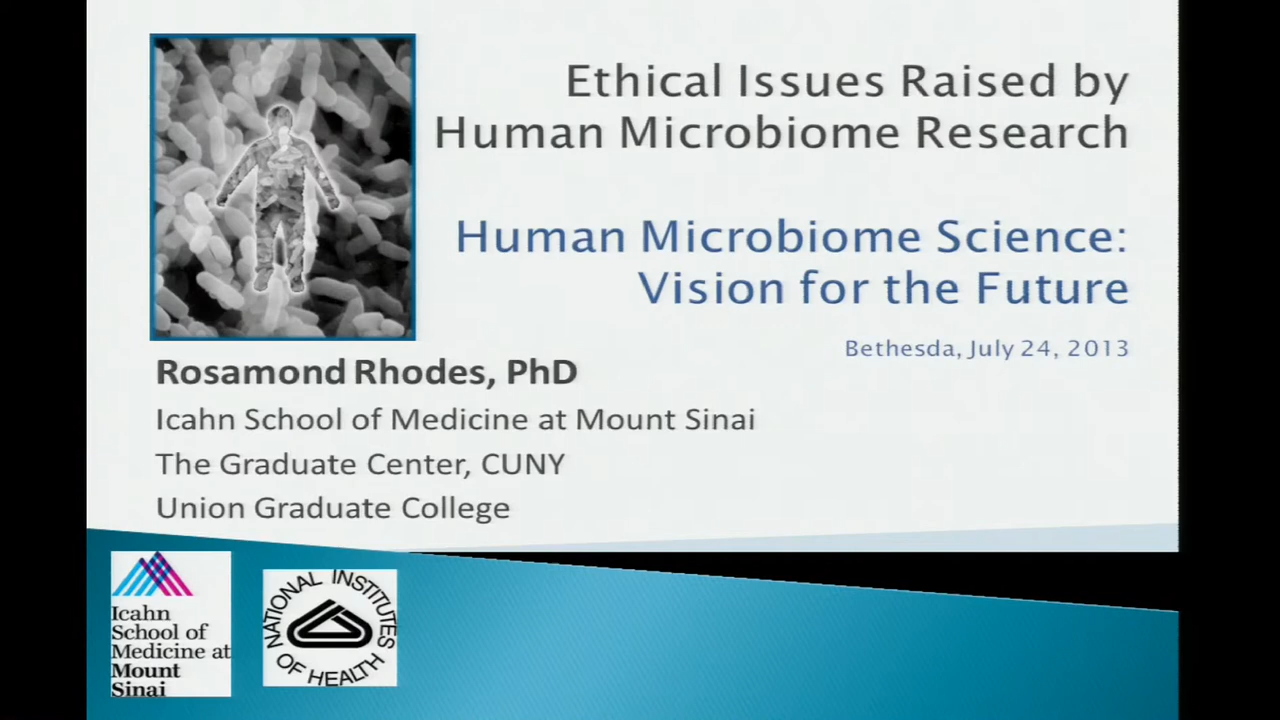 Ethical Issues Raised by
Human Microbiome Research
Human Microbiome Science:
Vision for the Future
Bethesda, July 24, 2013
Rosamond Rhodes, PhD
Icahn School of Medicine at Mount Sinai
The Graduate Center, CUNY
Union Graduate College
Icahn
School of
Medicine at
Mount
Sinai
NATIONAL INSTITUTES
OF HEALTH